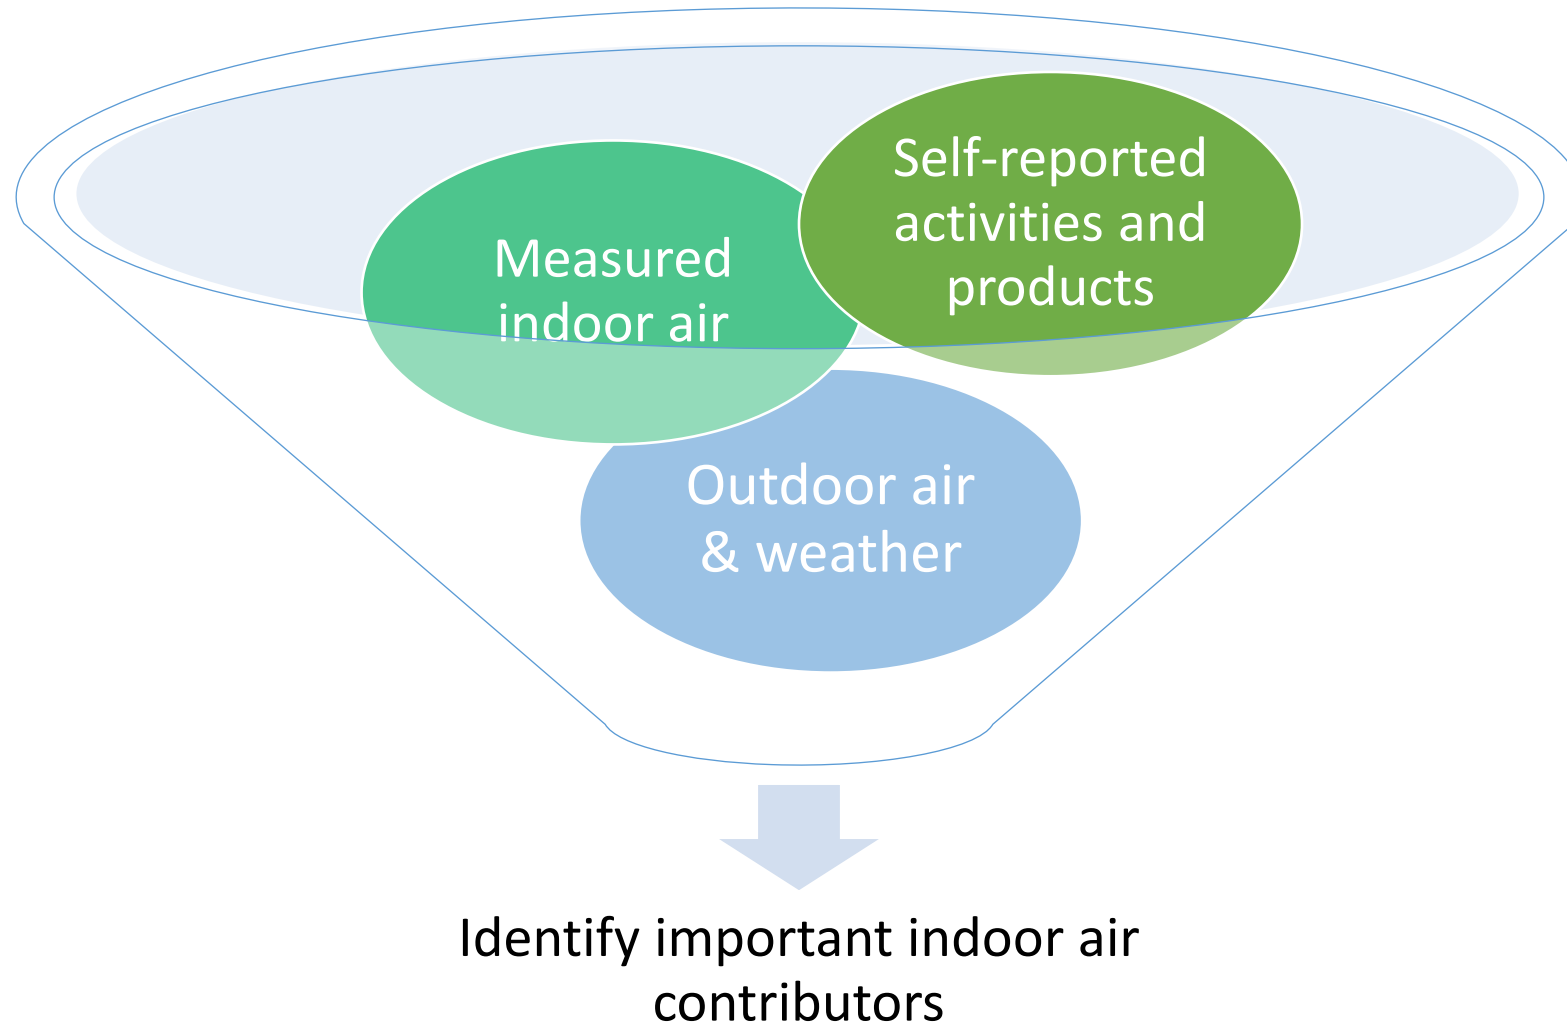 Self-reported
activities and
products
Measured
indoor air
Outdoor air
& weather
Identify important indoor air
contributors